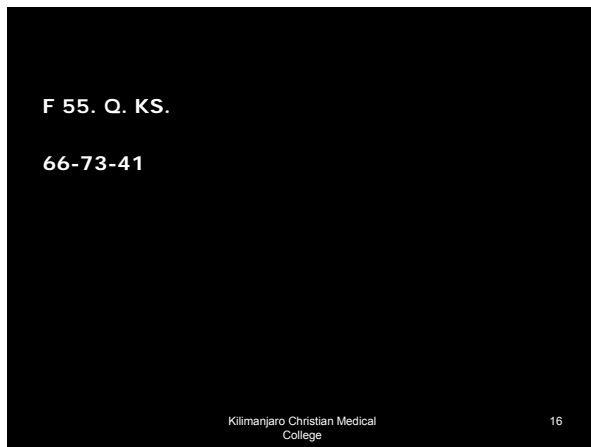 F 55. Q. KS.
66-73-41
Kilimanjaro Christian Medical
College
16